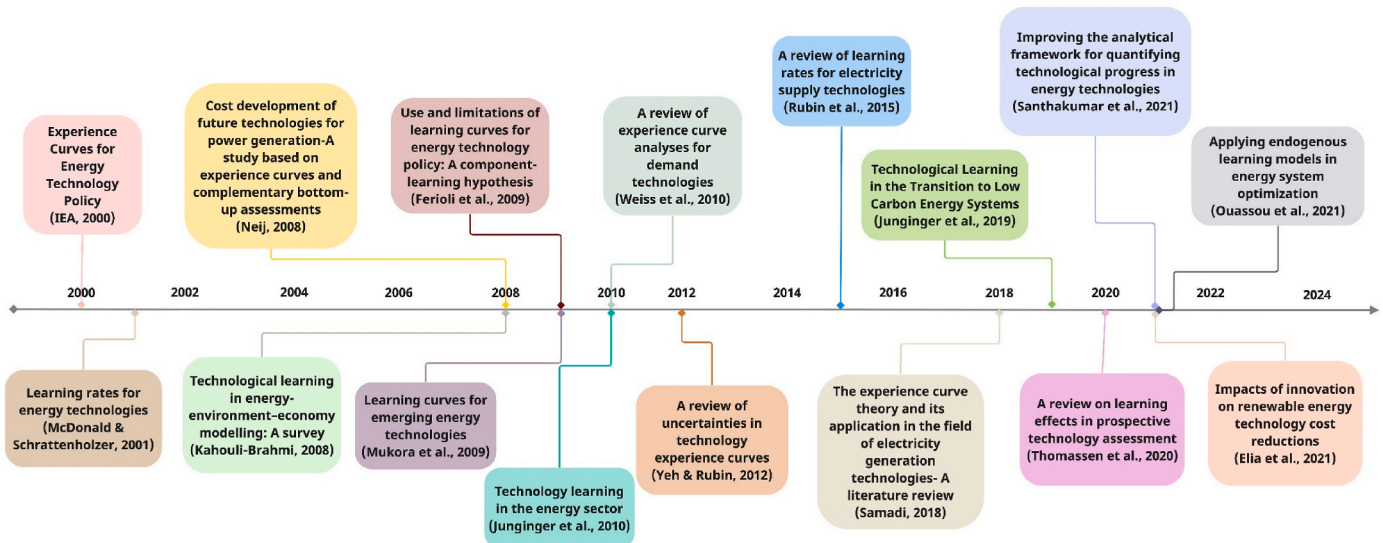 Experience
Curves for
Energy
Technology
Policy
(IEA, 2000)
Cost development of
future technologies for
power generation-A
study based on
experience curves and
complementary bottom-
up assessments
(Neij, 2008)
Use and limitations of
learning curves for
energy technology
policy: A component-
learning hypothesis
(Ferioli et al., 2009)
A review of
experience curve
analyses for
demand
technologies
(Weiss et al., 2010)
A review of learning
rates for electricity
supply technologies
(Rubin et al., 2015)
Technological Learning
in the Transition to Low
Carbon Energy Systems
(Junginger et al., 2019)
Improving the analytical
framework for quantifying
technological progress in
energy technologies
(Santhakumar et al., 2021)
Applying endogenous
learning models in
energy system
optimization
(Ouassou et al., 2021)
2000 2002 2004 2006 2008 2010 2012 2014 2016 2018 2020 2022 2024
Learning rates for
energy technologies
(McDonald &
Schrattenholzer, 2001)
Technological learning
in energy-
environment–economy
modelling: A survey
(Kahouli-Brahmi, 2008)
Learning curves for
emerging energy
technologies
(Mukora et al., 2009)
Technology learning
in the energy sector
(Junginger et al., 2010)
A review of
uncertainties in
technology
experience curves
(Yeh & Rubin, 2012)
The experience curve
theory and its
application in the field
of electricity
generation
technologies- A
literature review
(Samadi, 2018)
A review on learning
effects in prospective
technology assessment
(Thomassen et al., 2020)
Impacts of innovation
on renewable energy
technology cost
reductions
(Elia et al., 2021)